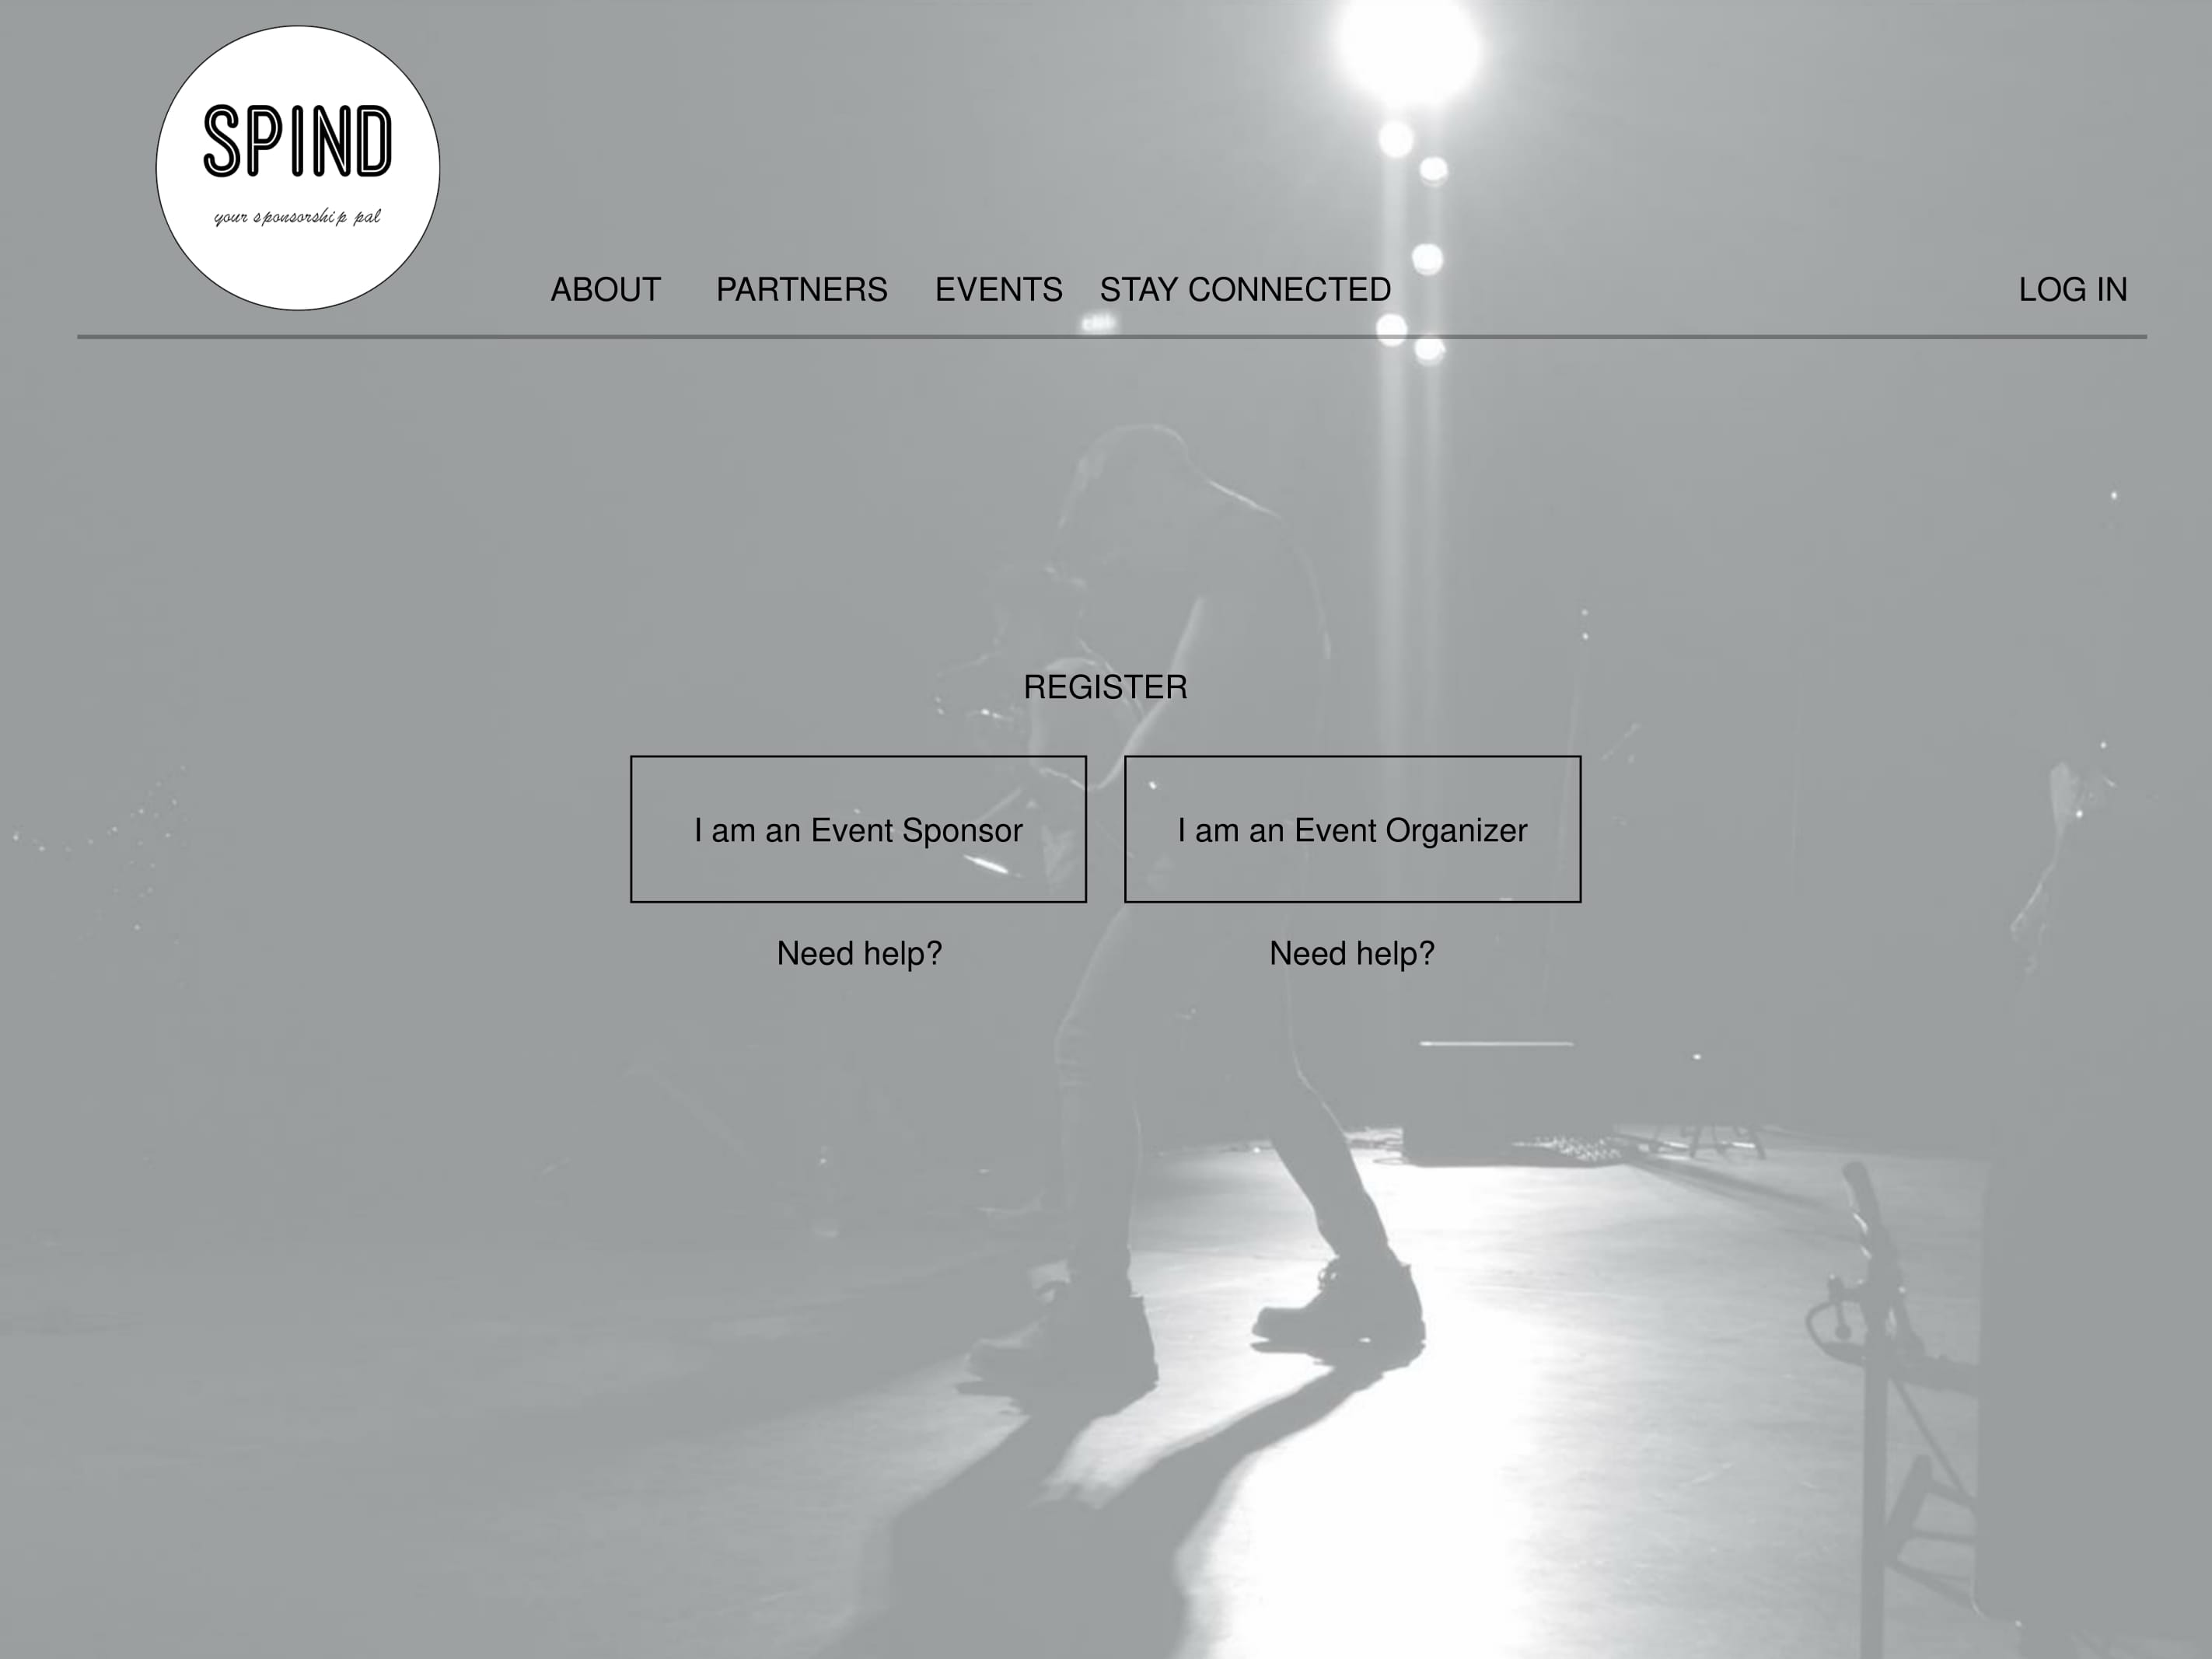 SPIND
your sponsorship pal
ABOUT PARTNERS EVENTS STAY CONNECTED LOG IN
REGISTER
I am an Event Sponsor I am an Event Organizer
Need help? Need help?